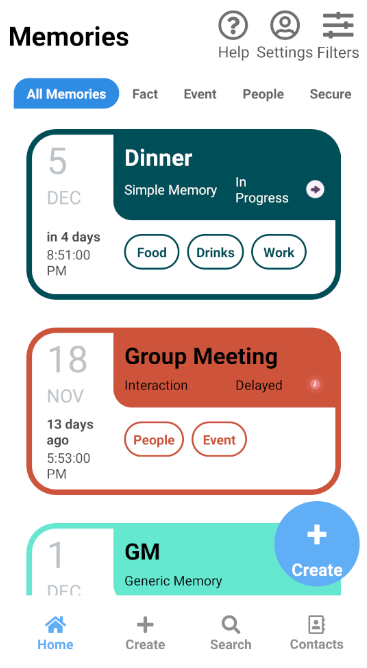 Memories
Help Settings Filters
All Memories Fact Event People Secure
5
DEC
in 4 days
8:51:00
PM
Dinner
Simple Memory
In
Progress
Food Drinks Work
18
NOV
13 days
ago
5:53:00
PM
Group Meeting
Interaction Delayed
People Event
1
DEC
GM
Generic Memory
Create
Home Create Search Contacts